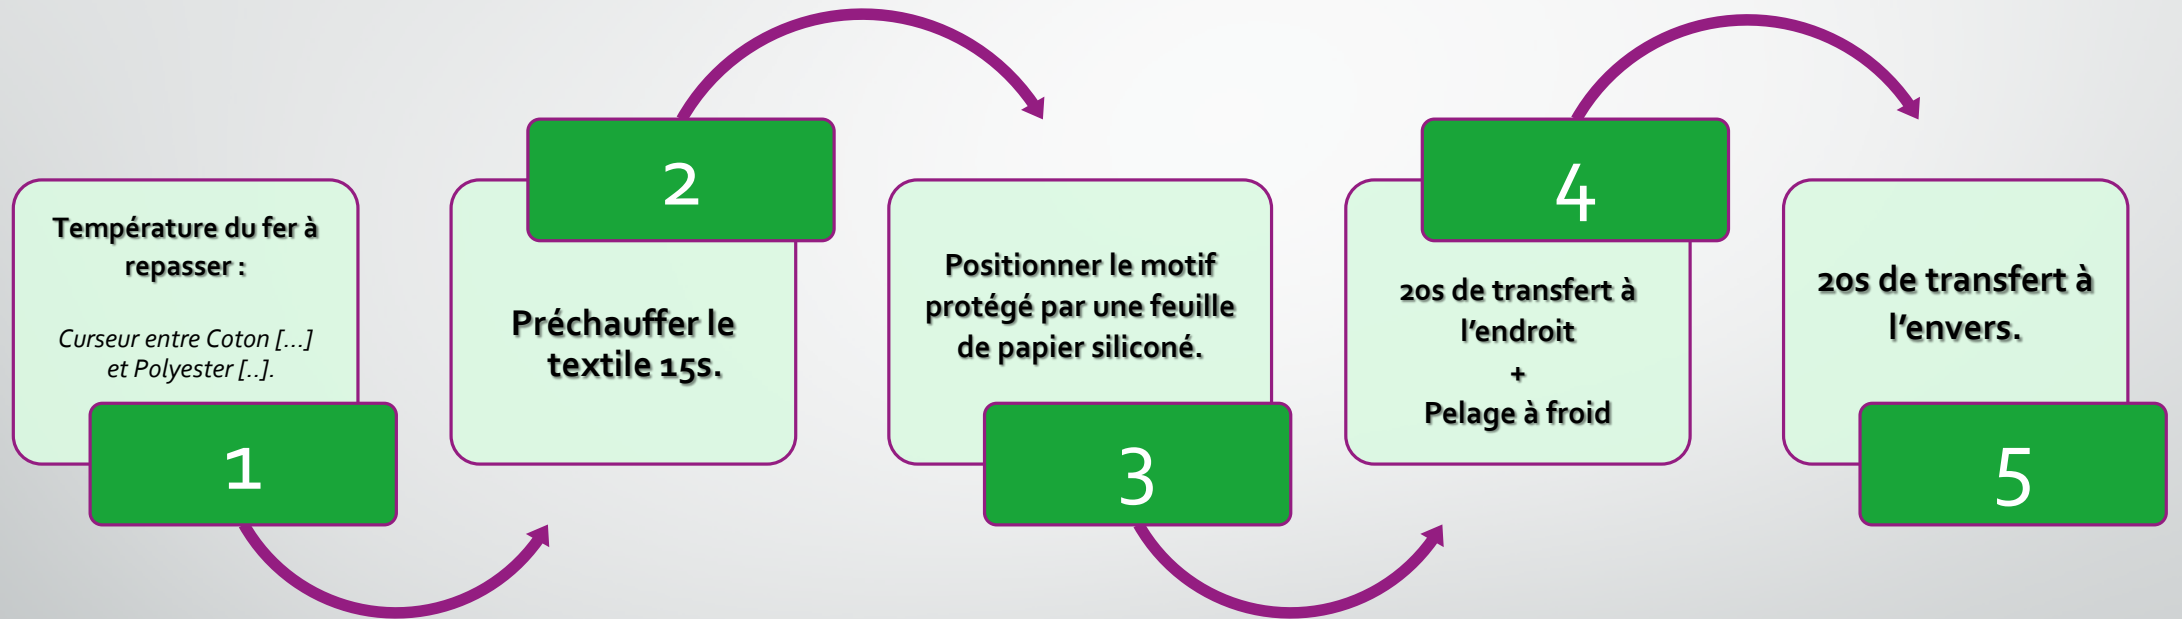 Température du fer à
repasser :
Curseur entre Coton [...]
et Polyester [..].
1
2
Préchauffer le
textile 15s.
Positionner le motif
protégé par une feuille
de papier siliconé.
3
4
20s de transfert à
l’endroit
+
Pelage à froid
20s de transfert à
l’envers.
5